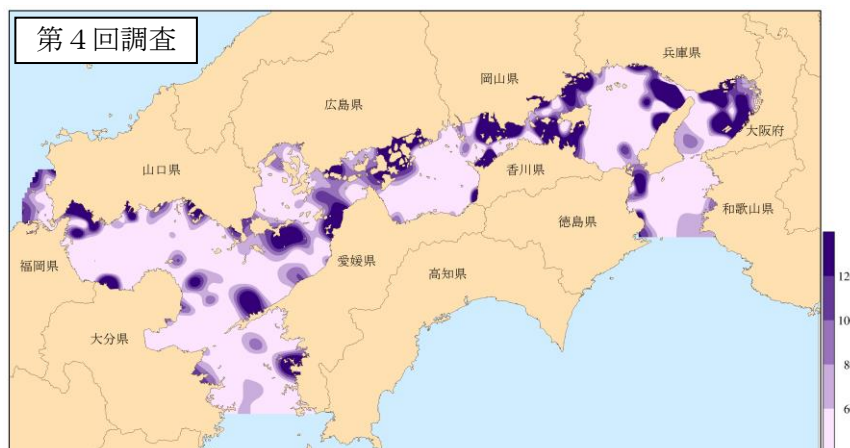 第４回調査
兵庫県
岡山県
広島県
大阪府
山口県
香川県
和歌山県
徳島県
福岡県
愛媛県
高知県
大分県
12
10
8
6